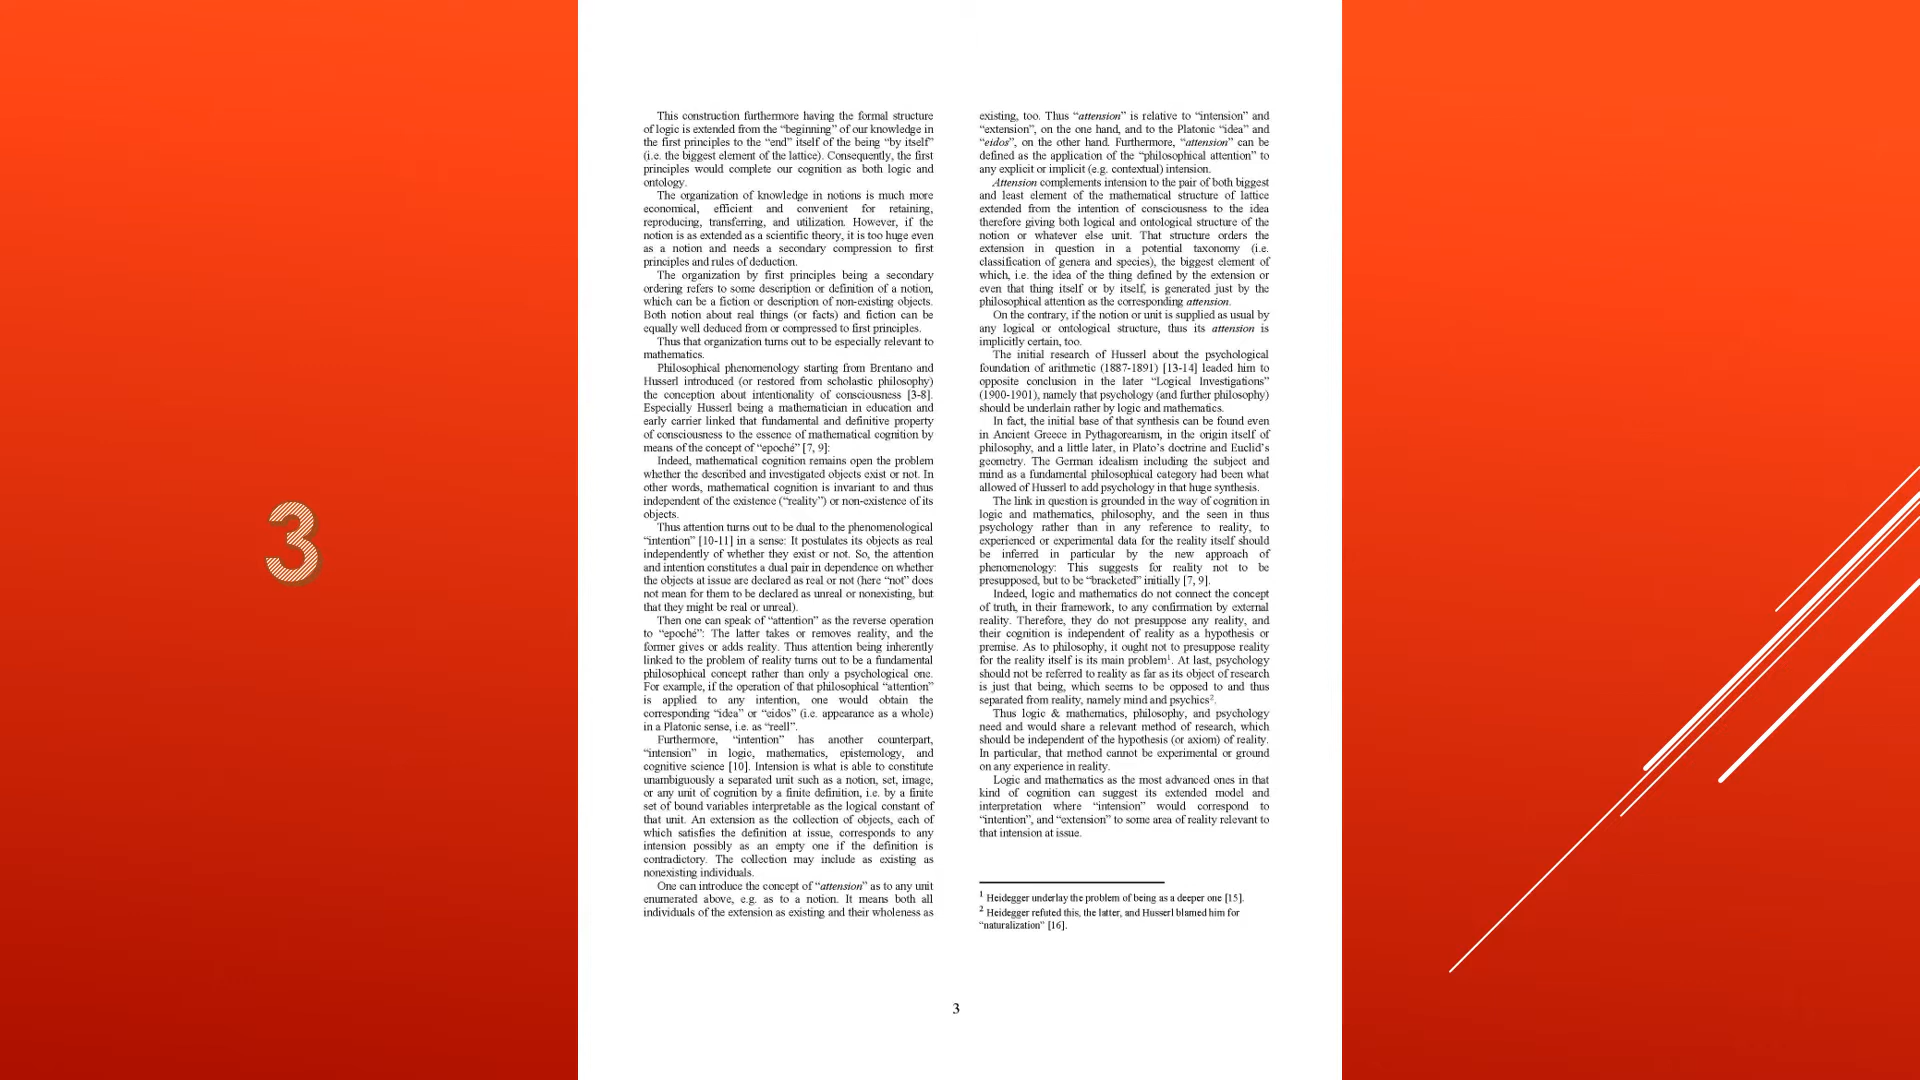 3
This construction furthermore having the formal structure
of logic is extended from the “beginning” of our knowledge in
the first principles to the “end” itself of the being “by itself”
(i.e. the biggest element of the lattice). Consequently, the first
principles would complete our cognition as both logic and
ontology.
The organization of knowledge in notions is much more
economical, efficient and convenient for retaining,
reproducing, transferring, and utilization. However, if the
notion is as extended as a scientific theory, it is too huge even
as a notion and needs a secondary compression to first
principles and rules of deduction.
The organization by first principles being a secondary
ordering refers to some description or definition of a notion,
which can be a fiction or description of non-existing objects.
Both notion about real things (or facts) and fiction can be
equally well deduced from or compressed to first principles.
Thus that organization turns out to be especially relevant to
mathematics.
Philosophical phenomenology starting from Brentano and
Husserl introduced (or restored from scholastic philosophy)
the conception about intentionality of consciousness [3-8].
Especially Husserl being a mathematician in education and
early carrier linked that fundamental and definitive property
of consciousness to the essence of mathematical cognition by
means of the concept of “epoché” [7, 9]:
Indeed, mathematical cognition remains open the problem
whether the described and investigated objects exist or not. In
other words, mathematical cognition is invariant to and thus
independent of the existence (“reality”) or non-existence of its
objects.
Thus attention turns out to be dual to the phenomenological
“intention” [10-11] in a sense: It postulates its objects as real
independently of whether they exist or not. So, the attention
and intention constitutes a dual pair in dependence on whether
the objects at issue are declared as real or not (here “not” does
not mean for them to be declared as unreal or nonexisting, but
that they might be real or unreal).
Then one can speak of “attention” as the reverse operation
to “epoché”: The latter takes or removes reality, and the
former gives or adds reality. Thus attention being inherently
linked to the problem of reality turns out to be a fundamental
philosophical concept rather than only a psychological one.
For example, if the operation of that philosophical “attention”
is applied to any intention, one would obtain the
corresponding “idea” or “eidos” (i.e. appearance as a whole)
in a Platonic sense, i.e. as “reell”.
Furthermore, “intention” has another counterpart,
“intension” in logic, mathematics, epistemology, and
cognitive science [10]. Intension is what is able to constitute
unambiguously a separated unit such as a notion, set, image,
or any unit of cognition by a finite definition, i.e. by a finite
set of bound variables interpretable as the logical constant of
that unit. An extension as the collection of objects, each of
which satisfies the definition at issue, corresponds to any
intension possibly as an empty one if the definition is
contradictory. The collection may include as existing as
nonexisting individuals.
One can introduce the concept of “attension” as to any unit
enumerated above, e.g. as to a notion. It means both all
individuals of the extension as existing and their wholeness as
existing, too. Thus “attension” is relative to “intension” and
“extension”, on the one hand, and to the Platonic “idea” and
“eidos”, on the other hand. Furthermore, “attension” can be
defined as the application of the “philosophical attention” to
any explicit or implicit (e.g. contextual) intension.
Attension complements intension to the pair of both biggest
and least element of the mathematical structure of lattice
extended from the intention of consciousness to the idea
therefore giving both logical and ontological structure of the
notion or whatever else unit. That structure orders the
extension in question in a potential taxonomy (i.e.
classification of genera and species), the biggest element of
which, i.e. the idea of the thing defined by the extension or
even that thing itself or by itself, is generated just by the
philosophical attention as the corresponding attension.
On the contrary, if the notion or unit is supplied as usual by
any logical or ontological structure, thus its attension is
implicitly certain, too.
The initial research of Husserl about the psychological
foundation of arithmetic (1887-1891) [13-14] leaded him to
opposite conclusion in the later “Logical Investigations”
(1900-1901), namely that psychology (and further philosophy)
should be underlain rather by logic and mathematics.
In fact, the initial base of that synthesis can be found even
in Ancient Greece in Pythagoreanism, in the origin itself of
philosophy, and a little later, in Plato’s doctrine and Euclid’s
geometry. The German idealism including the subject and
mind as a fundamental philosophical category had been what
allowed of Husserl to add psychology in that huge synthesis.
The link in question is grounded in the way of cognition in
logic and mathematics, philosophy, and the seen in thus
psychology rather than in any reference to reality, to
experienced or experimental data for the reality itself should
be inferred in particular by the new approach of
phenomenology: This suggests for reality not to be
presupposed, but to be “bracketed” initially [7, 9].
Indeed, logic and mathematics do not connect the concept
of truth, in their framework, to any confirmation by external
reality. Therefore, they do not presuppose any reality, and
their cognition is independent of reality as a hypothesis or
premise. As to philosophy, it ought not to presuppose reality
for the reality itself is its main problem¹. At last, psychology
should not be referred to reality as far as its object of research
is just that being, which seems to be opposed to and thus
separated from reality, namely mind and psychics².
Thus logic & mathematics, philosophy, and psychology
need and would share a relevant method of research, which
should be independent of the hypothesis (or axiom) of reality.
In particular, that method cannot be experimental or ground
on any experience in reality.
Logic and mathematics as the most advanced ones in that
kind of cognition can suggest its extended model and
interpretation where “intension” would correspond to
“intention”, and “extension” to some area of reality relevant to
that intension at issue.
¹ Heidegger underlay the problem of being as a deeper one [15].
² Heidegger refuted this, the latter, and Husserl blamed him for
“naturalization” [16].
3